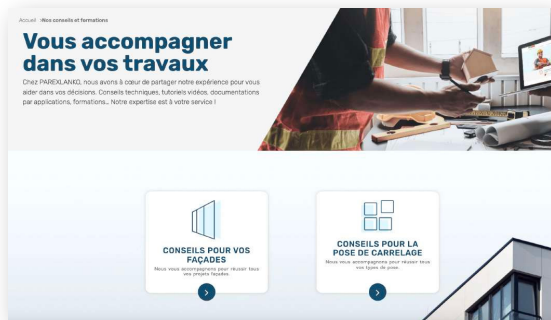 Accueil /Nos conseils et formations
Vous accompagner
dans vos travaux
Chez PAREXLANKO, nous avons à cœur de partager notre expérience pour vous
aider dans vos décisions. Conseils techniques, tutoriels vidéos, documentations
par applications, formations... Notre expertise est à votre service !
CONSEILS POUR VOS
FAÇADES
Nous vous accompagnons pour réussir tous
vos projets façades.
CONSEILS POUR LA
POSE DE CARRELAGE
Nous vous accompagnons pour réussir tous
vos types de pose.